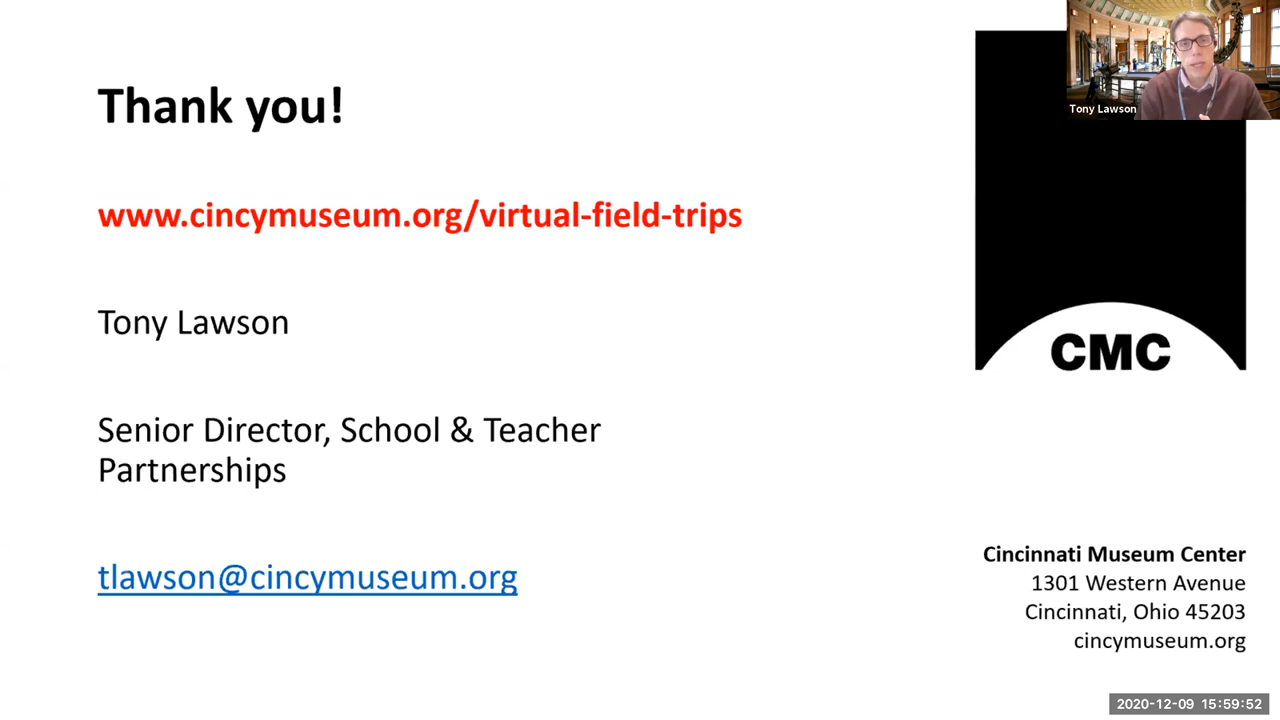 Thank you!
www.cincymuseum.org/virtual-field-trips
Tony Lawson
Senior Director, School & Teacher
Partnerships
tlawson@cincymuseum.org
Tony Lawson
CMC
Cincinnati Museum Center
1301 Western Avenue
Cincinnati, Ohio 45203
cincymuseum.org
2020-12-09 15:59:52